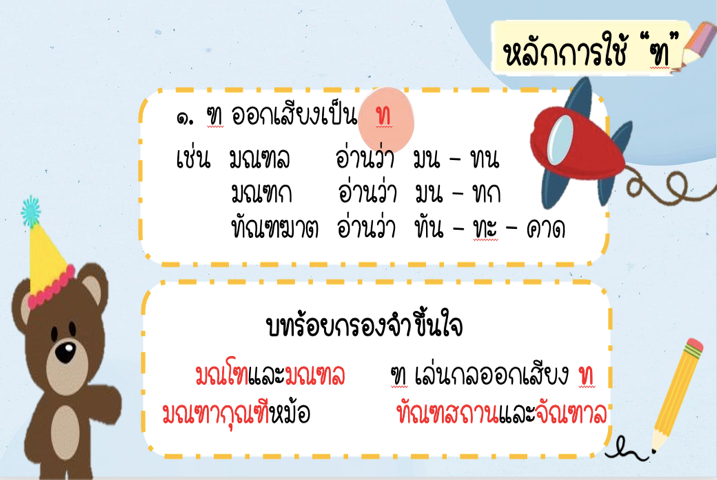 หลักการใช้ “ฑ”
๑. ฑ ออกเสียงเป็น ท
เช่น มณฑล อ่านว่า มน - ทน
มณฑก อ่านว่า มน - ทก
ทัณฑฆาต อ่านว่า ทัน - ทะ - คาด
บทร้อยกรองจำขึ้นใจ
มณโฑและมณฑล ฑ เล่นกลออกเสียง ท
มณฑากุณฑีหม้อ ทัณฑสถานและจัณฑาล